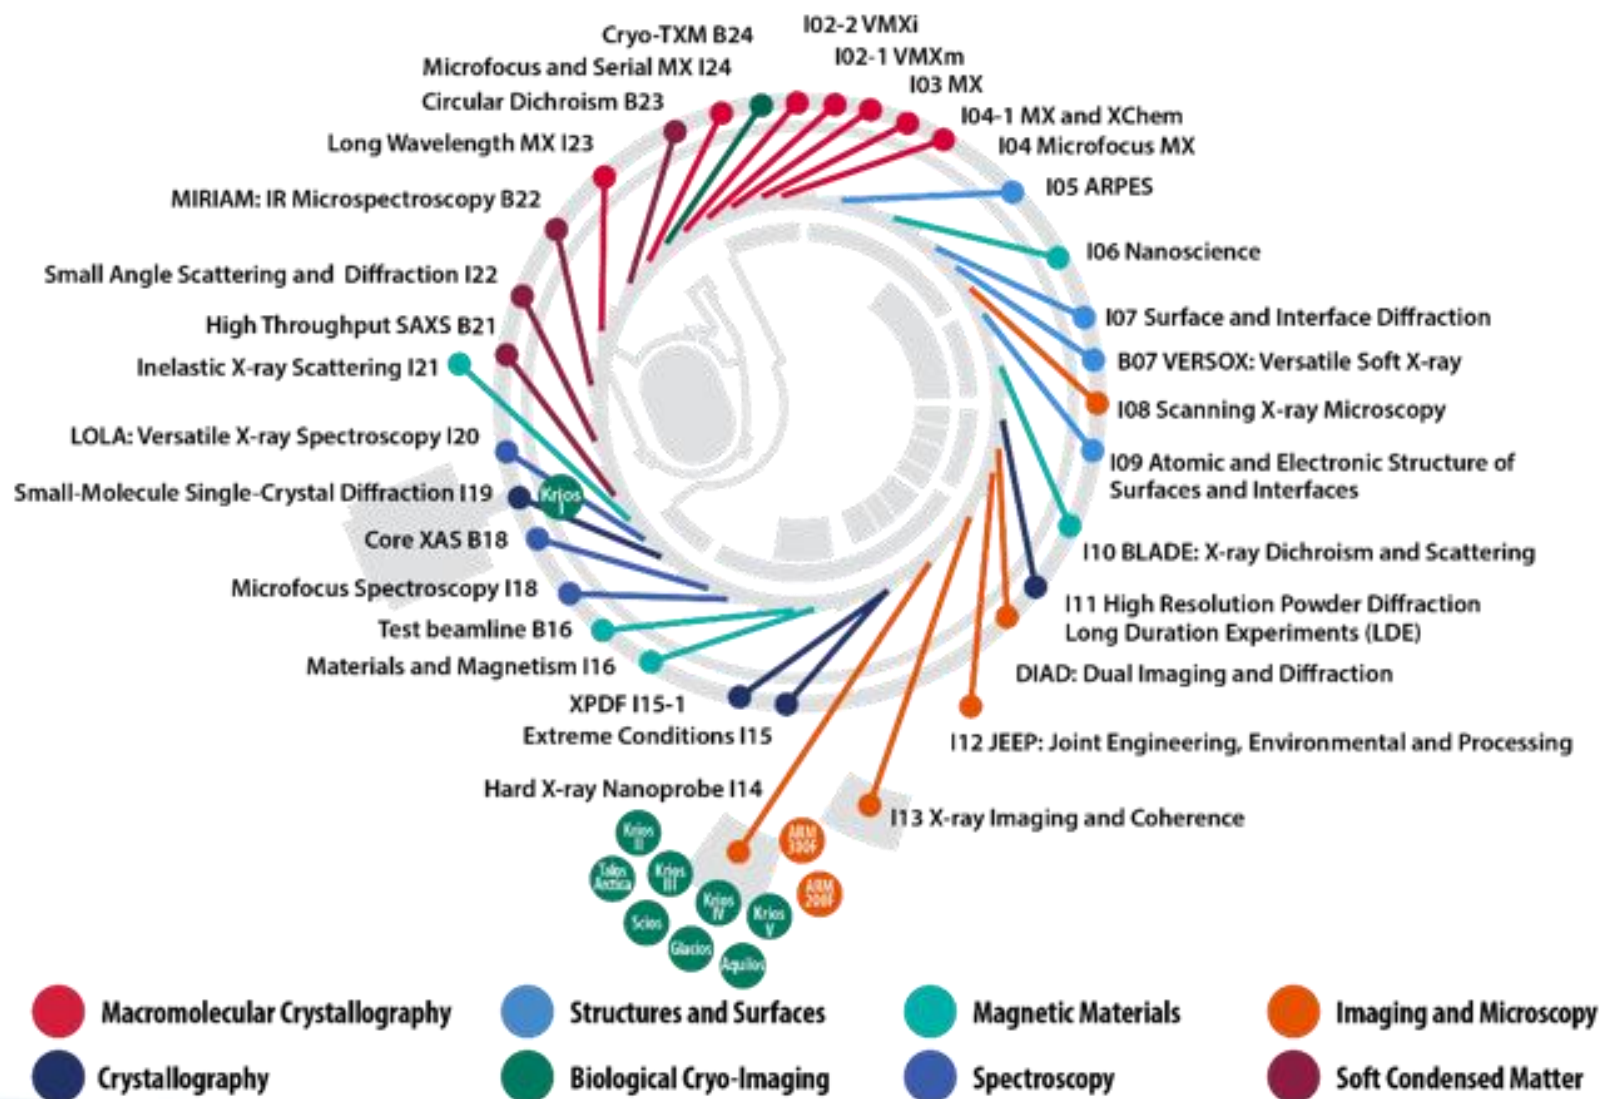 I02-2 VMXi
Cryo-TXM B24
I02-1 VMXm
Microfocus and Serial MX I24
I03 MX
Circular Dichroism B23
I04-1 MX and XChem
Long Wavelength MX I23
I04 Microfocus MX
I05 ARPES
MIRIAM: IR Microspectroscopy B22
I06 Nanoscience
Small Angle Scattering and Diffraction I22
I07 Surface and Interface Diffraction
High Throughput SAXS B21
B07 VERSOX: Versatile Soft X-ray
Inelastic X-ray Scattering I21
I08 Scanning X-ray Microscopy
LOLA: Versatile X-ray Spectroscopy I20
I09 Atomic and Electronic Structure of
Surfaces and Interfaces
Small-Molecule Single-Crystal Diffraction I19
Krios
I
Core XAS B18
I10 BLADE: X-ray Dichroism and Scattering
Microfocus Spectroscopy I18
I11 High Resolution Powder Diffraction
Long Duration Experiments (LDE)
Test beamline B16
Materials and Magnetism I16
DIAD: Dual Imaging and Diffraction
XPDF I15-1
Extreme Conditions I15
I12 JEEP: Joint Engineering, Environmental and Processing
Hard X-ray Nanoprobe I14
I13 X-ray Imaging and Coherence
Krios
II
ARM
300F
Talos
Arctica
Krios
III
Krios
IV
ARM
200F
Krios
V
Scios
Glacios
Aquilos
Macromolecular Crystallography
Structures and Surfaces
Magnetic Materials
Imaging and Microscopy
Crystallography
Biological Cryo-Imaging
Spectroscopy
Soft Condensed Matter